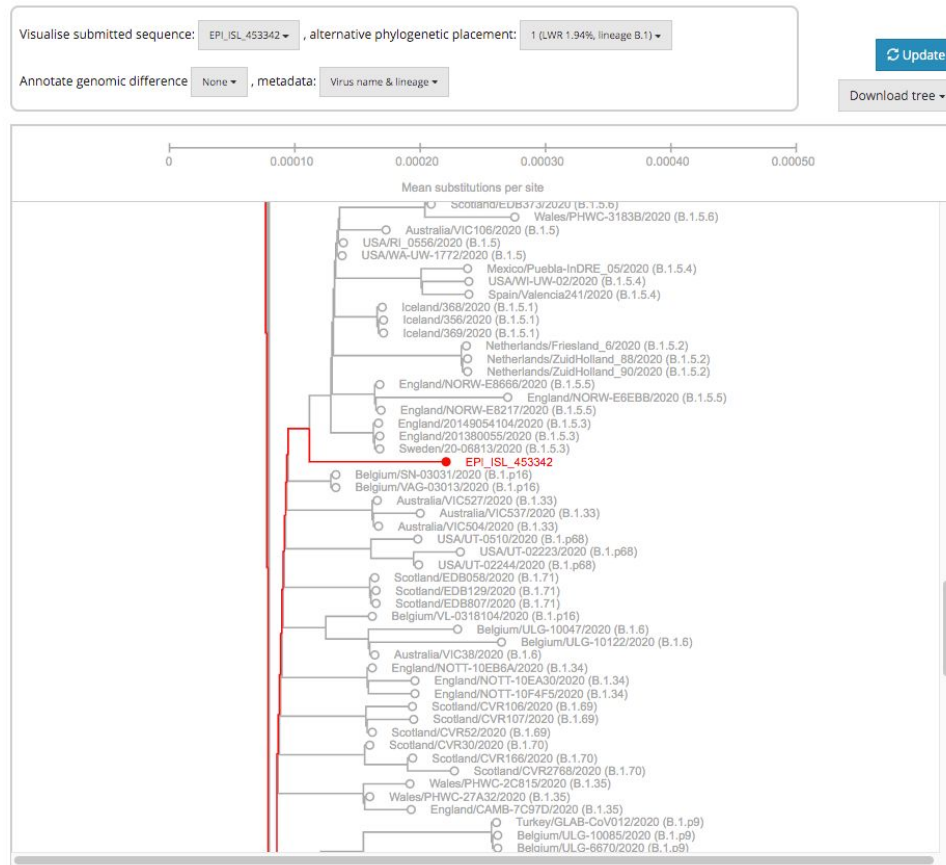 Visualise submitted sequence: EPI_ISL_453342 , alternative phylogenetic placement: 1 (LWR 1.94%, lineage B.1)
Update
Annotate genomic difference None , metadata: Virus name & lineage
Download tree
0 0.00010 0.00020 0.00030 0.00040 0.00050
Mean substitutions per site
Scotland/EDB373/2020 (B.1.5.6)
Wales/PHWC-3183B/2020 (B.1.5.6)
Australia/VIC106/2020 (B.1.5)
USA/RI_0556/2020 (B.1.5)
USA/WA-UW-1772/2020 (B.1.5)
Mexico/Puebla-InDRE_05/2020 (B.1.5.4)
USA/WI-UW-02/2020 (B.1.5.4)
Spain/Valencia241/2020 (B.1.5.4)
Iceland/368/2020 (B.1.5.1)
Iceland/356/2020 (B.1.5.1)
Iceland/369/2020 (B.1.5.1)
Netherlands/Friesland_6/2020 (B.1.5.2)
Netherlands/ZuidHolland_88/2020 (B.1.5.2)
Netherlands/ZuidHolland_90/2020 (B.1.5.2)
England/NORW-E8666/2020 (B.1.5.5)
England/NORW-E6EBB/2020 (B.1.5.5)
England/NORW-E8217/2020 (B.1.5.5)
England/20149054104/2020 (B.1.5.3)
England/201380055/2020 (B.1.5.3)
Sweden/20-06813/2020 (B.1.5.3)
EPI_ISL_453342
Belgium/SN-03031/2020 (B.1.p16)
Belgium/VAG-03013/2020 (B.1.p16)
Australia/VIC527/2020 (B.1.33)
Australia/VIC537/2020 (B.1.33)
Australia/VIC504/2020 (B.1.33)
USA/UT-0510/2020 (B.1.p68)
USA/UT-02223/2020 (B.1.p68)
USA/UT-02244/2020 (B.1.p68)
Scotland/EDB058/2020 (B.1.71)
Scotland/EDB129/2020 (B.1.71)
Scotland/EDB807/2020 (B.1.71)
Belgium/VL-0318104/2020 (B.1.p16)
Belgium/ULG-10047/2020 (B.1.6)
Belgium/ULG-10122/2020 (B.1.6)
Australia/VIC38/2020 (B.1.6)
England/NOTT-10EB6A/2020 (B.1.34)
England/NOTT-10EA30/2020 (B.1.34)
England/NOTT-10F4F5/2020 (B.1.34)
Scotland/CVR106/2020 (B.1.69)
Scotland/CVR107/2020 (B.1.69)
Scotland/CVR52/2020 (B.1.69)
Scotland/CVR30/2020 (B.1.70)
Scotland/CVR166/2020 (B.1.70)
Scotland/CVR2768/2020 (B.1.70)
Wales/PHWC-2C815/2020 (B.1.35)
Wales/PHWC-27A32/2020 (B.1.35)
England/CAMB-7C97D/2020 (B.1.35)
Turkey/GLAB-CoV012/2020 (B.1.p9)
Belgium/ULG-10085/2020 (B.1.p9)
Belgium/ULG-6670/2020 (B.1.p9)